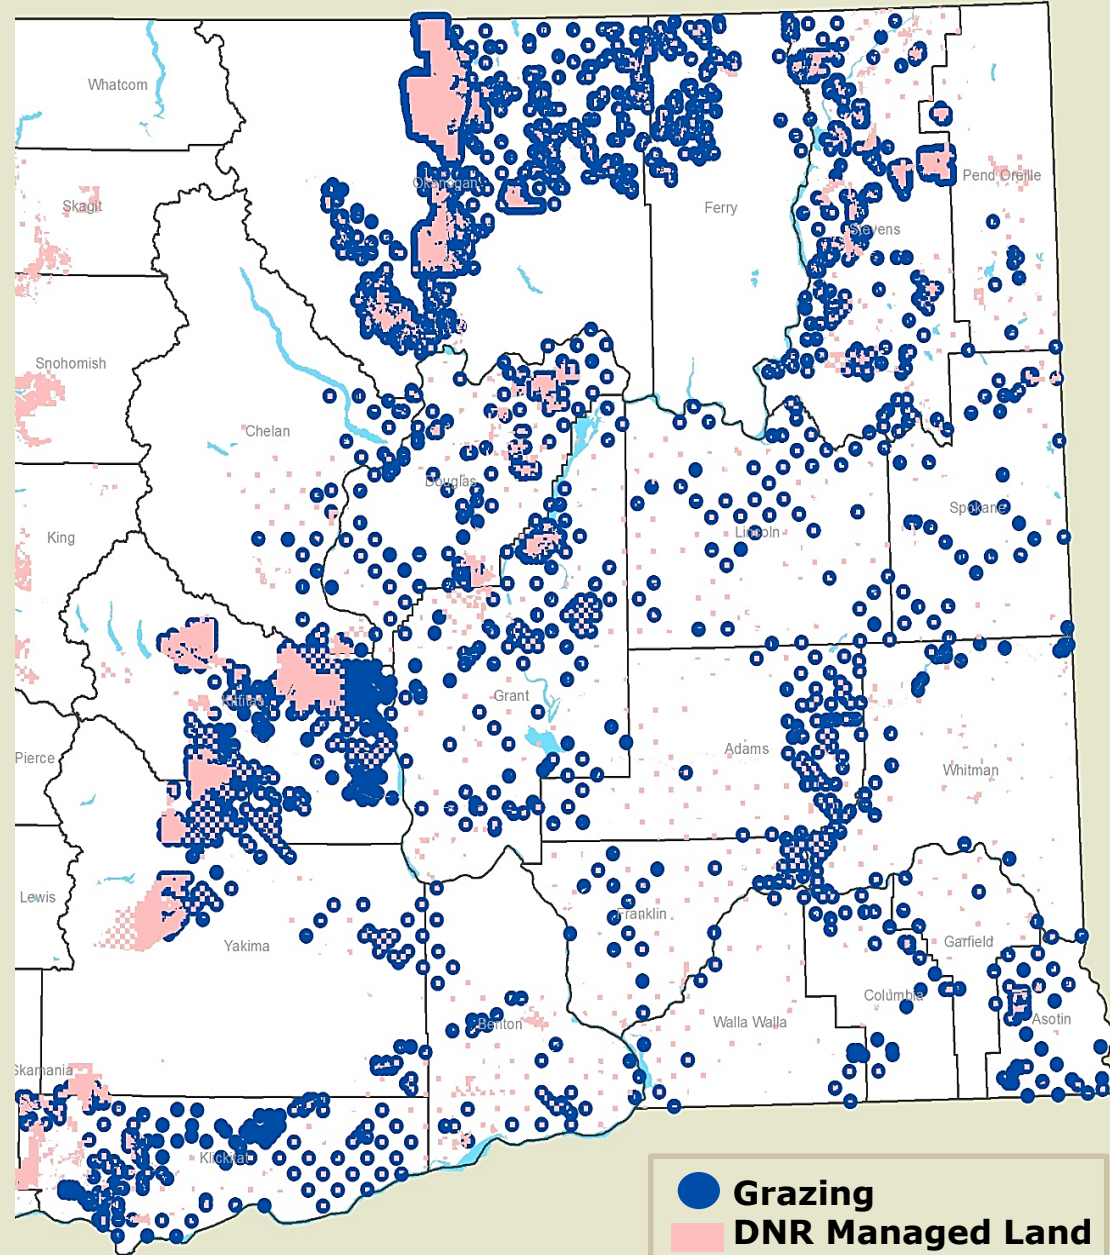 Whatcom
Okanogan
Pend Oreille
Skagit
Ferry
Stevens
Snohomish
Chelan
Douglas
Spokane
Lincoln
King
Kittitas
Grant
Adams
Whitman
Pierce
Lewis
Franklin
Yakima
Garfield
Columbia
Walla Walla
Asotin
Benton
Skamania
Klickitat
Grazing
DNR Managed Land